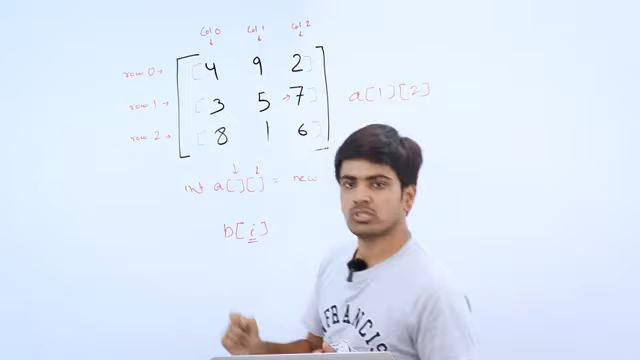 col 0 col 1 col 2
row 0 → [ 4 9 2 ]
row 1 → [ 3 5 → 7 ] a[1][2]
row 2 → [ 8 1 6 ]
int a[][] = new
b[i]
FRANCIS